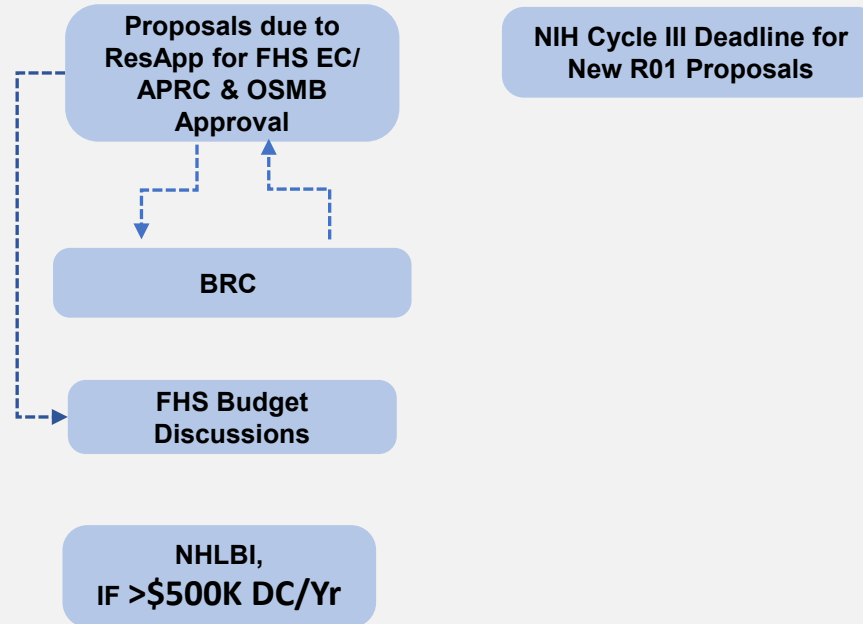 Proposals due to
ResApp for FHS EC/
APRC & OSMB
Approval
NIH Cycle III Deadline for
New R01 Proposals
BRC
FHS Budget
Discussions
NHLBI,
IF >$500K DC/Yr